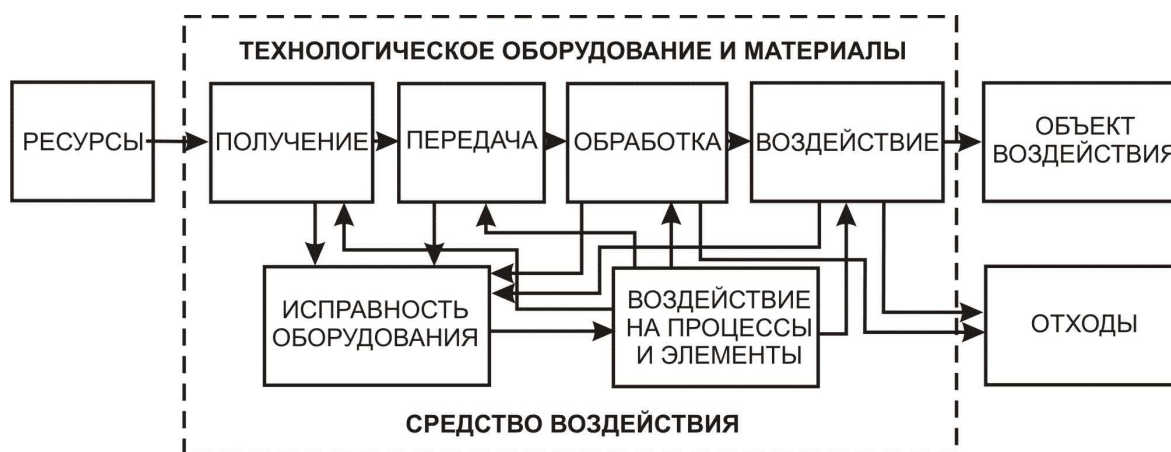 ТЕХНОЛОГИЧЕСКОЕ ОБОРУДОВАНИЕ И МАТЕРИАЛЫ
РЕСУРСЫ
ПОЛУЧЕНИЕ
ПЕРЕДАЧА
ОБРАБОТКА
ВОЗДЕЙСТВИЕ
ОБЪЕКТ
ВОЗДЕЙСТВИЯ
ИСПРАВНОСТЬ
ОБОРУДОВАНИЯ
ВОЗДЕЙСТВИЕ
НА ПРОЦЕССЫ
И ЭЛЕМЕНТЫ
ОТХОДЫ
СРЕДСТВО ВОЗДЕЙСТВИЯ